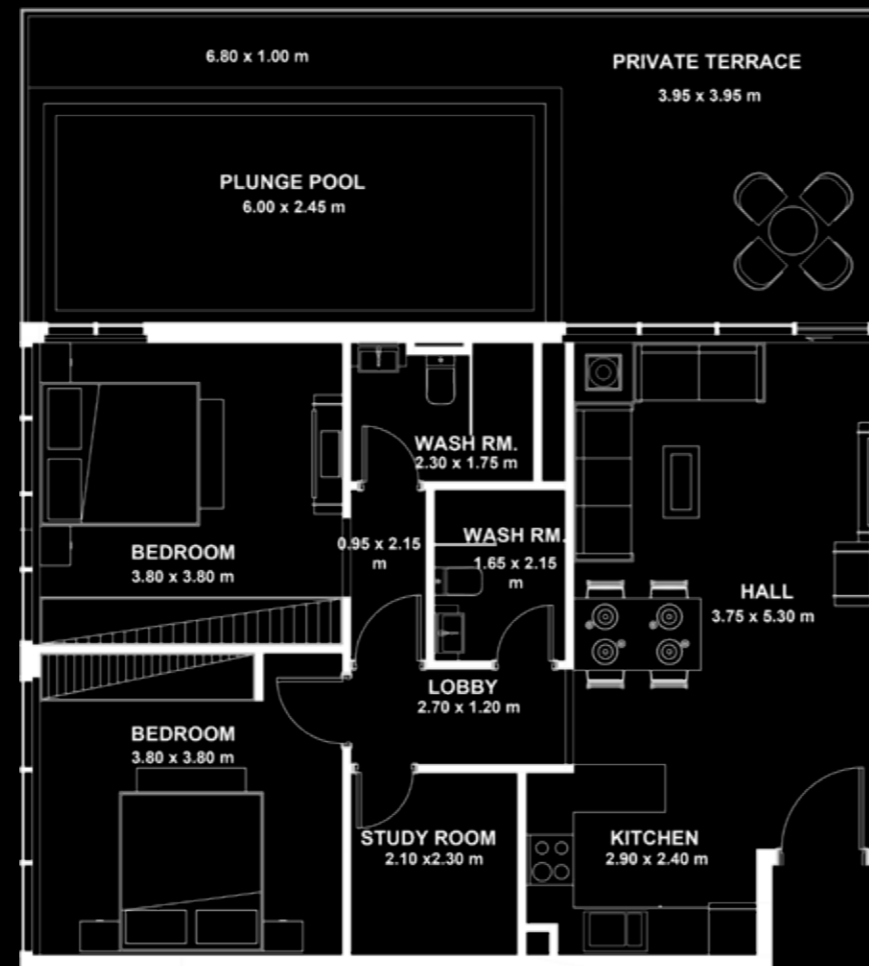 6.80 x 1.00 m
PRIVATE TERRACE
3.95 x 3.95 m
PLUNGE POOL
6.00 x 2.45 m
WASH RM.
2.30 x 1.75 m
BEDROOM
3.80 x 3.80 m
0.95 x 2.15
m
WASH RM.
1.65 x 2.15
m
HALL
3.75 x 5.30 m
LOBBY
2.70 x 1.20 m
BEDROOM
3.80 x 3.80 m
STUDY ROOM
2.10 x2.30 m
KITCHEN
2.90 x 2.40 m